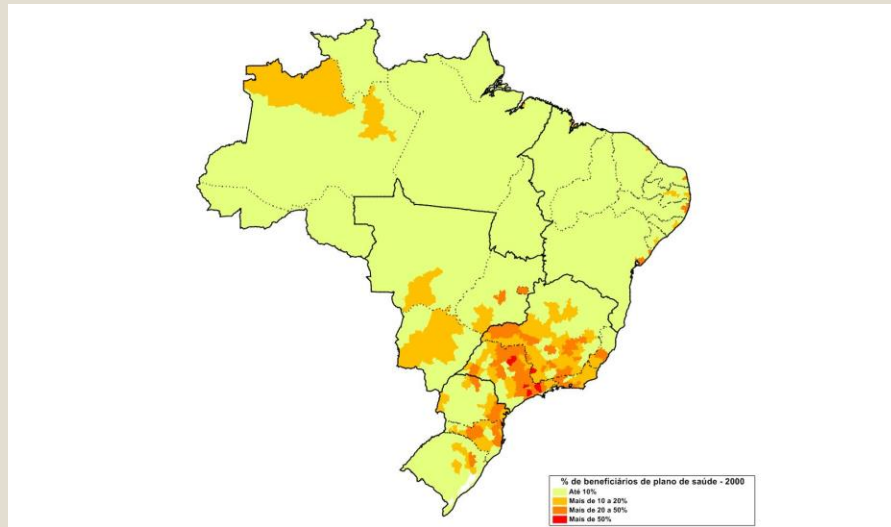 % de beneficiários de plano de saúde - 2000
Até 10%
Mais de 10 a 20%
Mais de 20 a 50%
Mais de 50%